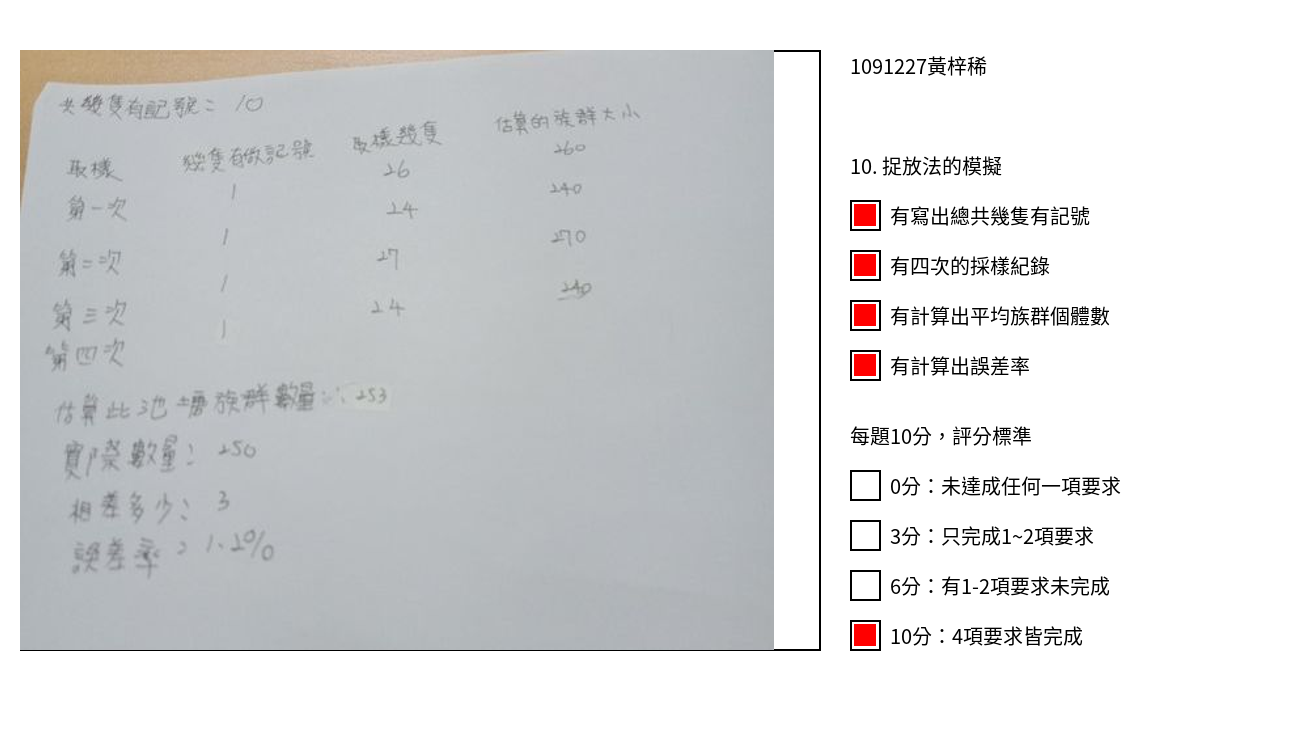 共幾隻有記號：10
取樣 幾隻有做記號 取樣幾隻 估算的族群大小
第一次 1 26 260
第二次 1 24 240
第三次 1 27 270
第四次 1 24 240
估算此池塘族群數量：253
實際數量：250
相差多少：3
誤差率：1.2%
1091227黃梓稀
10. 捉放法的模擬
有寫出總共幾隻有記號
有四次的採樣紀錄
有計算出平均族群個體數
有計算出誤差率
每題10分，評分標準
0分：未達成任何一項要求
3分：只完成1~2項要求
6分：有1-2項要求未完成
10分：4項要求皆完成